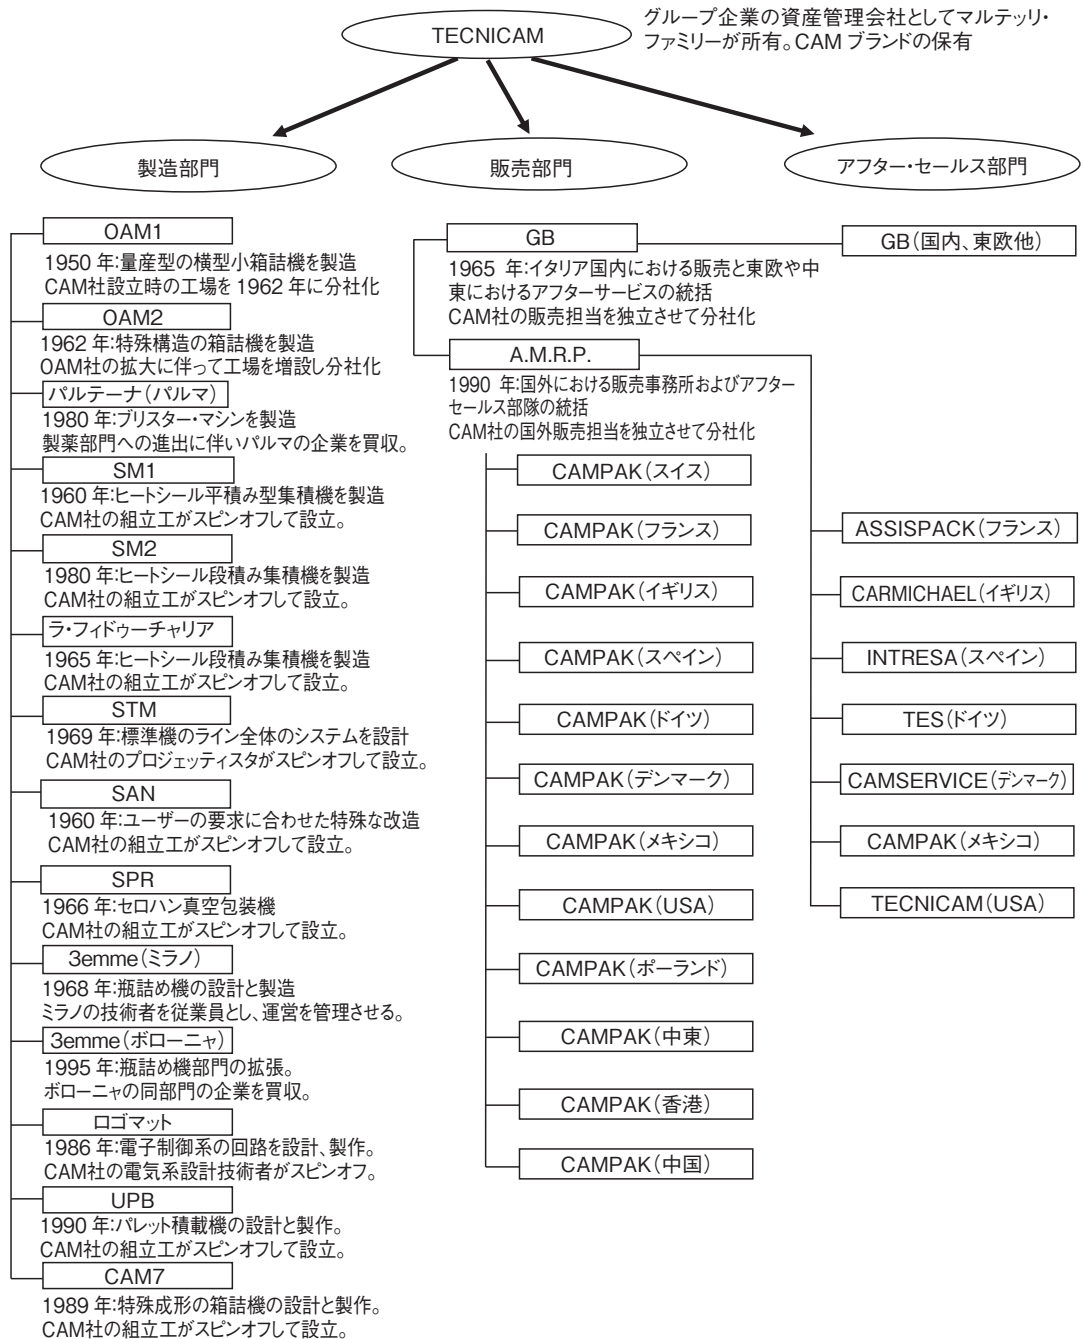 TECNICAM
グループ企業の資産管理会社としてマルテッリ・
ファミリーが所有。CAM ブランドの保有
製造部門
販売部門
アフター・セールス部門
OAM1
1950 年:量産型の横型小箱詰機を製造
CAM社設立時の工場を 1962 年に分社化
OAM2
1962 年:特殊構造の箱詰機を製造
OAM社の拡大に伴って工場を増設し分社化
パルテーナ(パルマ)
1980 年:ブリスター・マシンを製造
製薬部門への進出に伴いパルマの企業を買収。
SM1
1960 年:ヒートシール平積み型集積機を製造
CAM社の組立工がスピンオフして設立。
SM2
1980 年:ヒートシール段積み集積機を製造
CAM社の組立工がスピンオフして設立。
ラ・フィドゥーチャリア
1965 年:ヒートシール段積み集積機を製造
CAM社の組立工がスピンオフして設立。
STM
1969 年:標準機のライン全体のシステムを設計
CAM社のプロジェッティスタがスピンオフして設立。
SAN
1960 年:ユーザーの要求に合わせた特殊な改造
CAM社の組立工がスピンオフして設立。
SPR
1966 年:セロハン真空包装機
CAM社の組立工がスピンオフして設立。
3emme(ミラノ)
1968 年:瓶詰め機の設計と製造
ミラノの技術者を従業員とし、運営を管理させる。
3emme(ボローニャ)
1995 年:瓶詰め機部門の拡張。
ボローニャの同部門の企業を買収。
ロゴマット
1986 年:電子制御系の回路を設計、製作。
CAM社の電気系設計技術者がスピンオフ。
UPB
1990 年:パレット積載機の設計と製作。
CAM社の組立工がスピンオフして設立。
CAM7
1989 年:特殊成形の箱詰機の設計と製作。
CAM社の組立工がスピンオフして設立。
GB
1965 年:イタリア国内における販売と東欧や中
東におけるアフターサービスの統括
CAM社の販売担当を独立させて分社化
A.M.R.P.
1990 年:国外における販売事務所およびアフター
セールス部隊の統括
CAM社の国外販売担当を独立させて分社化
CAMPAK(スイス)
CAMPAK(フランス)
CAMPAK(イギリス)
CAMPAK(スペイン)
CAMPAK(ドイツ)
CAMPAK(デンマーク)
CAMPAK(メキシコ)
CAMPAK(USA)
CAMPAK(ポーランド)
CAMPAK(中東)
CAMPAK(香港)
CAMPAK(中国)
GB(国内、東欧他)
ASSISPACK(フランス)
CARMICHAEL(イギリス)
INTRESA(スペイン)
TES(ドイツ)
CAMSERVICE(デンマーク)
CAMPAK(メキシコ)
TECNICAM(USA)